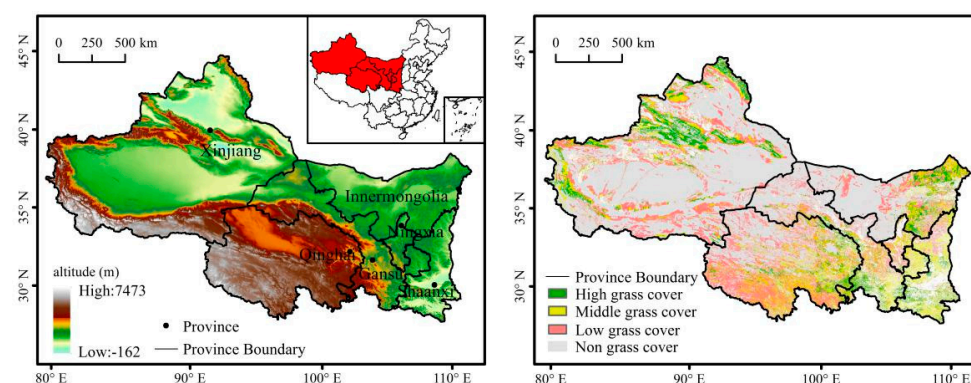 0 250 500 km
45° N
40° N
35° N
30° N
Xinjiang
Innermongolia
Ningxia
Qinghai
Gansu
Shaanxi
altitude (m)
High:7473
Low:-162
Province
Province Boundary
80° E
90° E
100° E
110° E
0 250 500 km
45° N
40° N
35° N
30° N
Province Boundary
High grass cover
Middle grass cover
Low grass cover
Non grass cover
80° E
90° E
100° E
110° E